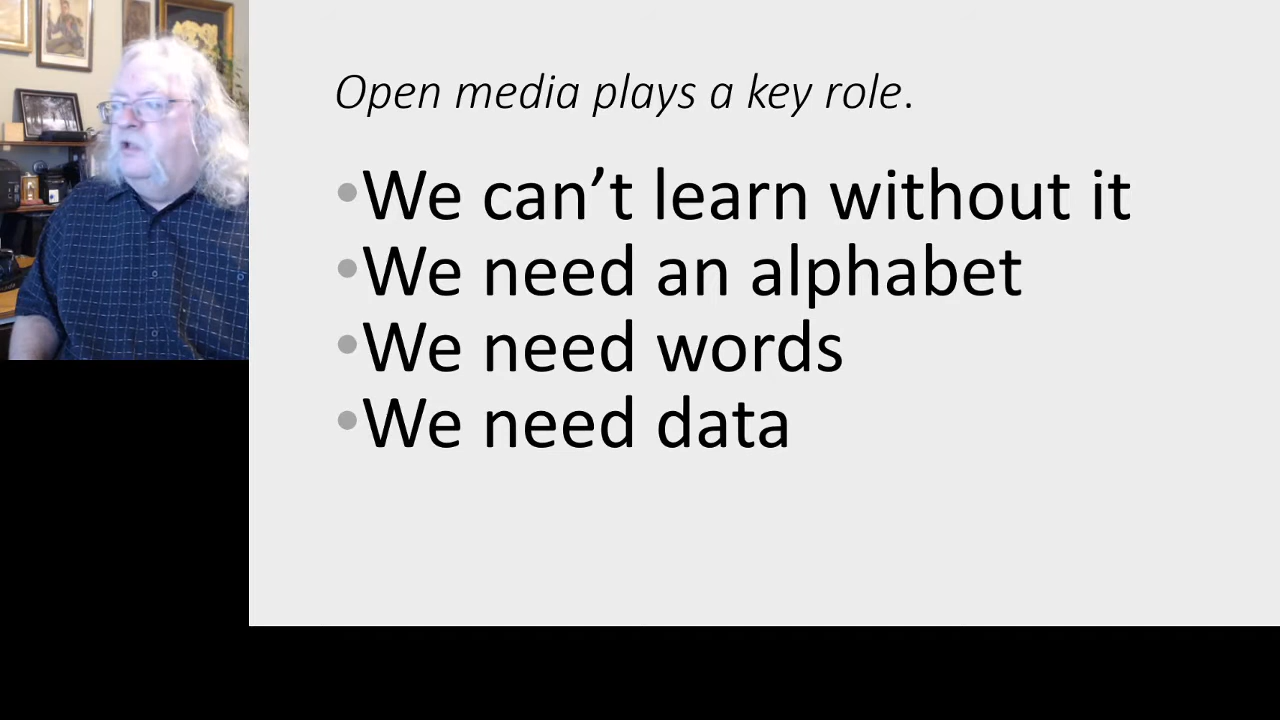 Open media plays a key role.
•We can’t learn without it
•We need an alphabet
•We need words
•We need data